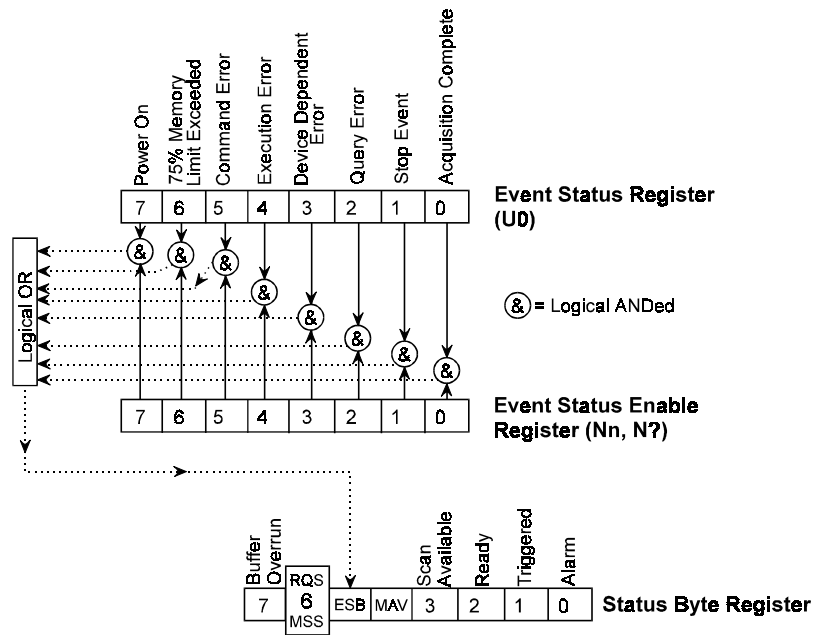 Power On
75% Memory
Limit Exceeded
Command Error
Execution Error
Device Dependent
Error
Query Error
Stop Event
Acquisition Complete
7 6 5 4 3 2 1 0
Event Status Register
(U0)
& & & & & & & &
Logical OR
& = Logical ANDed
7 6 5 4 3 2 1 0
Event Status Enable
Register (Nn, N?)
Buffer
Overrun
Scan
Available
Ready
Triggered
Alarm
RQS
7 6 ESB MAV 3 2 1 0
MSS
Status Byte Register